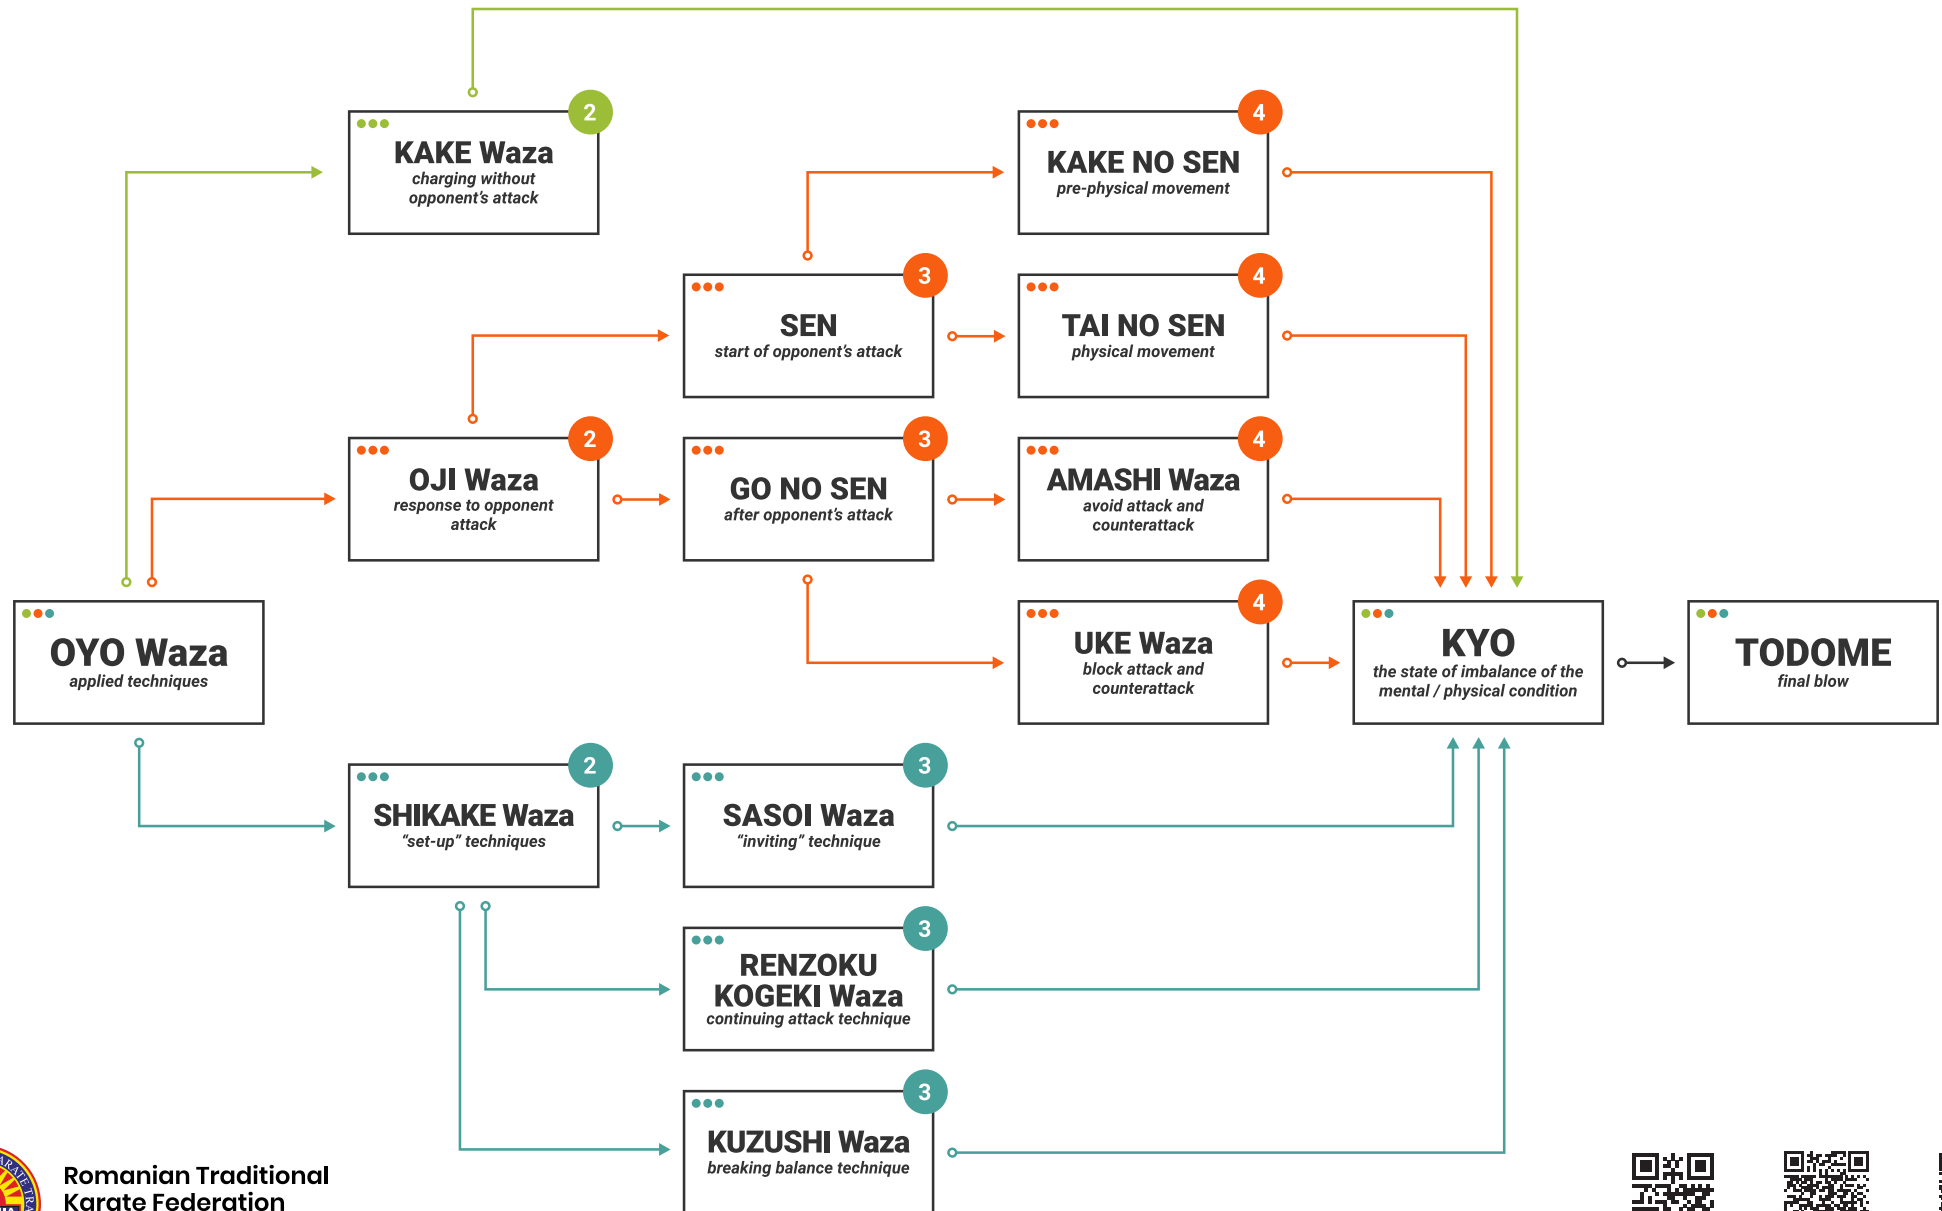 2
KAKE Waza
charging without
opponent's attack
4
KAKE NO SEN
pre-physical movement
3
SEN
start of opponent's attack
4
TAI NO SEN
physical movement
2
OJI Waza
response to opponent
attack
3
GO NO SEN
after opponent's attack
4
AMASHI Waza
avoid attack and
counterattack
OYO Waza
applied techniques
4
UKE Waza
block attack and
counterattack
KYO
the state of imbalance of the
mental / physical condition
TODOME
final blow
2
SHIKAKE Waza
“set-up” techniques
3
SASOI Waza
“inviting” technique
3
RENZOKU
KOGEKI Waza
continuing attack technique
3
KUZUSHI Waza
breaking balance technique
Romanian Traditional
Karate Federation